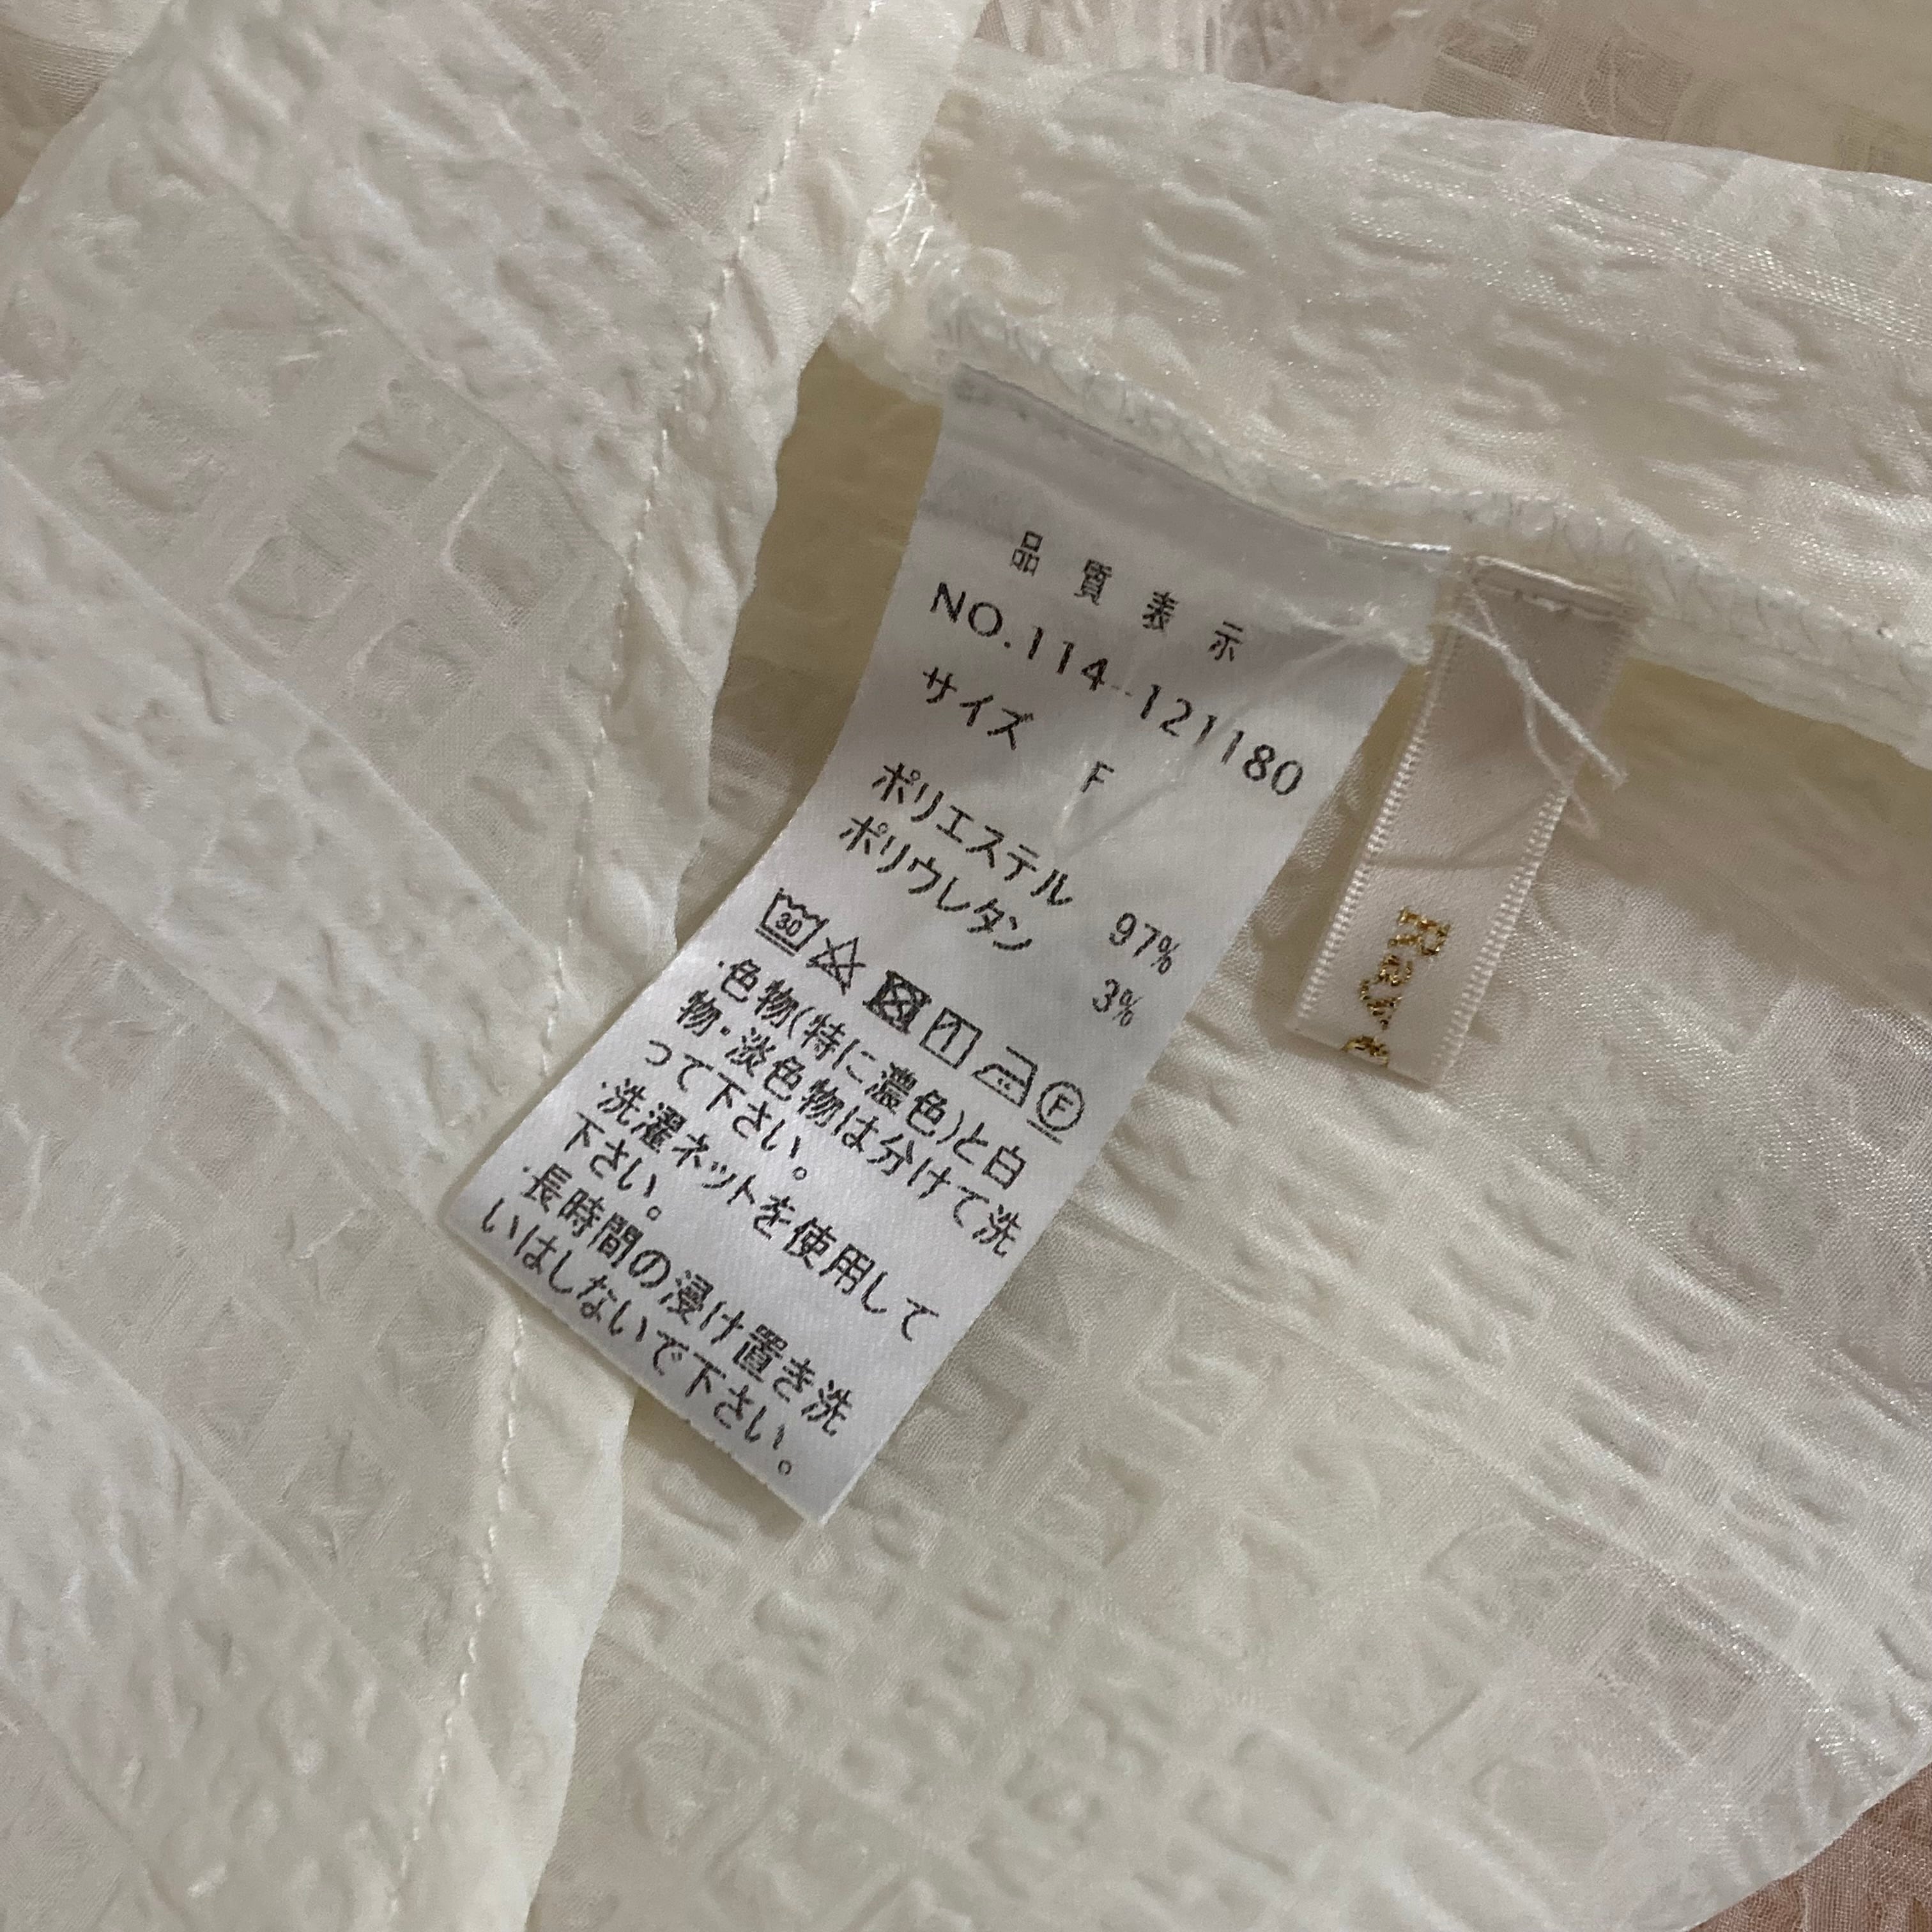 品質表示
NO.114-121180
サイズ F
ポリエステル 97%
ポリウレタン 3%
30
F
・色物(特に濃色)と白
物・淡色物は分けて洗
って下さい。
・洗濯ネットを使用して
下さい。
・長時間の浸け置き洗
いはしないで下さい。
Ray c